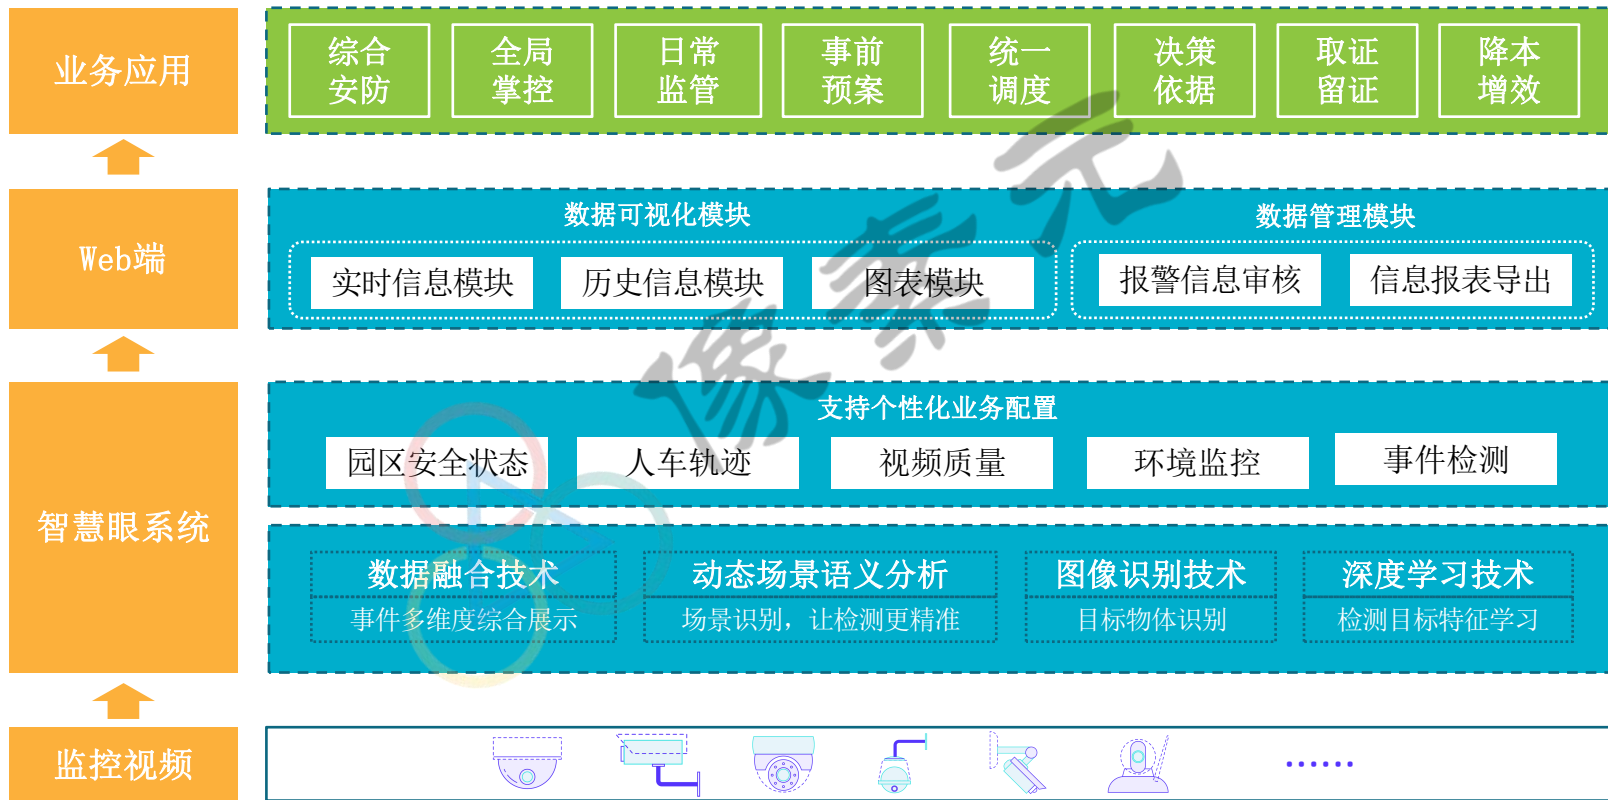 业务应用
综合
安防
全局
掌控
日常
监管
事前
预案
统一
调度
决策
依据
取证
留证
降本
增效
Web端
数据可视化模块
实时信息模块
历史信息模块
图表模块
数据管理模块
报警信息审核
信息报表导出
智慧眼系统
支持个性化业务配置
园区安全状态
人车轨迹
视频质量
环境监控
事件检测
数据融合技术
事件多维度综合展示
动态场景语义分析
场景识别，让检测更精准
图像识别技术
目标物体识别
深度学习技术
检测目标特征学习
监控视频
······
像素元